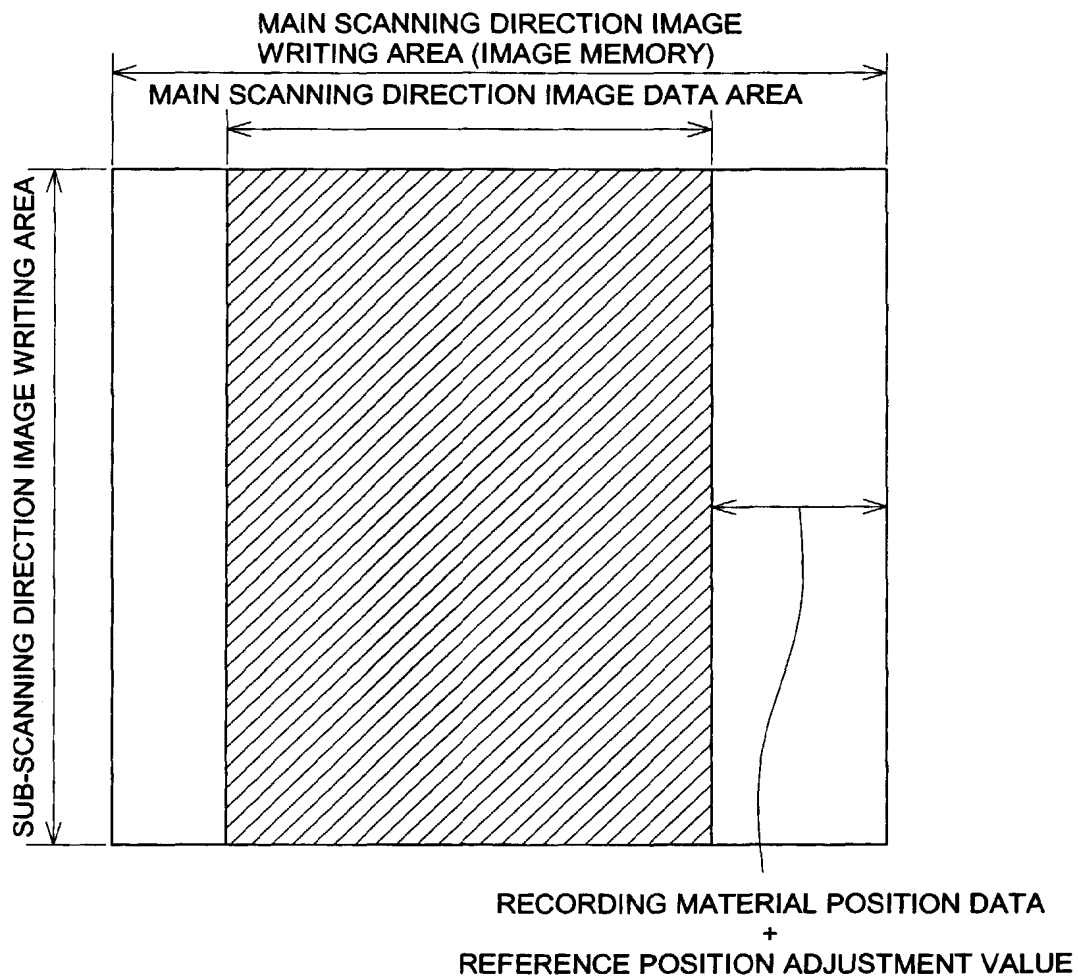 MAIN SCANNING DIRECTION IMAGE
WRITING AREA (IMAGE MEMORY)
MAIN SCANNING DIRECTION IMAGE DATA AREA
SUB-SCANNING DIRECTION IMAGE WRITING AREA
RECORDING MATERIAL POSITION DATA
+
REFERENCE POSITION ADJUSTMENT VALUE